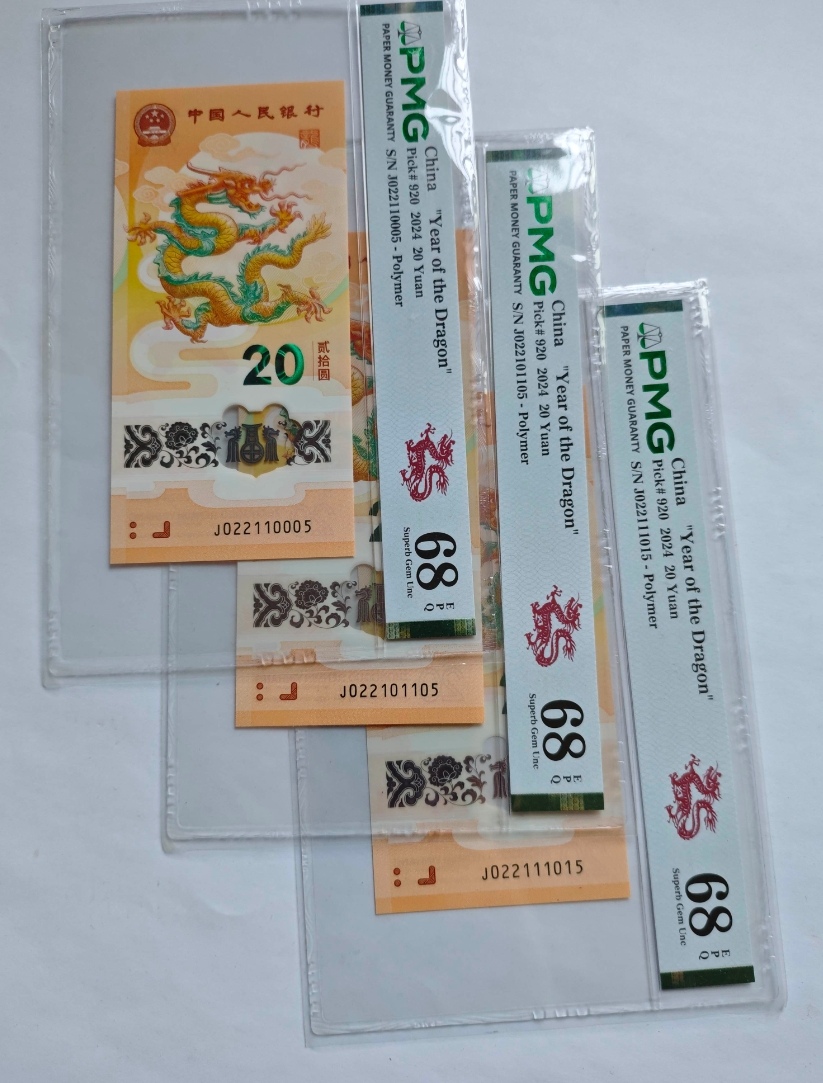 中国人民银行
20
贰拾圆
J022110005
PMG
PAPER MONEY GUARANTY
China "Year of the Dragon"
Pick# 920 2024 20 Yuan
S/N J022110005 - Polymer
68
EPQ
Superb Gem Unc
J022101105
PMG
PAPER MONEY GUARANTY
China "Year of the Dragon"
Pick# 920 2024 20 Yuan
S/N J022101105 - Polymer
68
EPQ
Superb Gem Unc
J022111015
PMG
PAPER MONEY GUARANTY
China "Year of the Dragon"
Pick# 920 2024 20 Yuan
S/N J022111015 - Polymer
68
EPQ
Superb Gem Unc